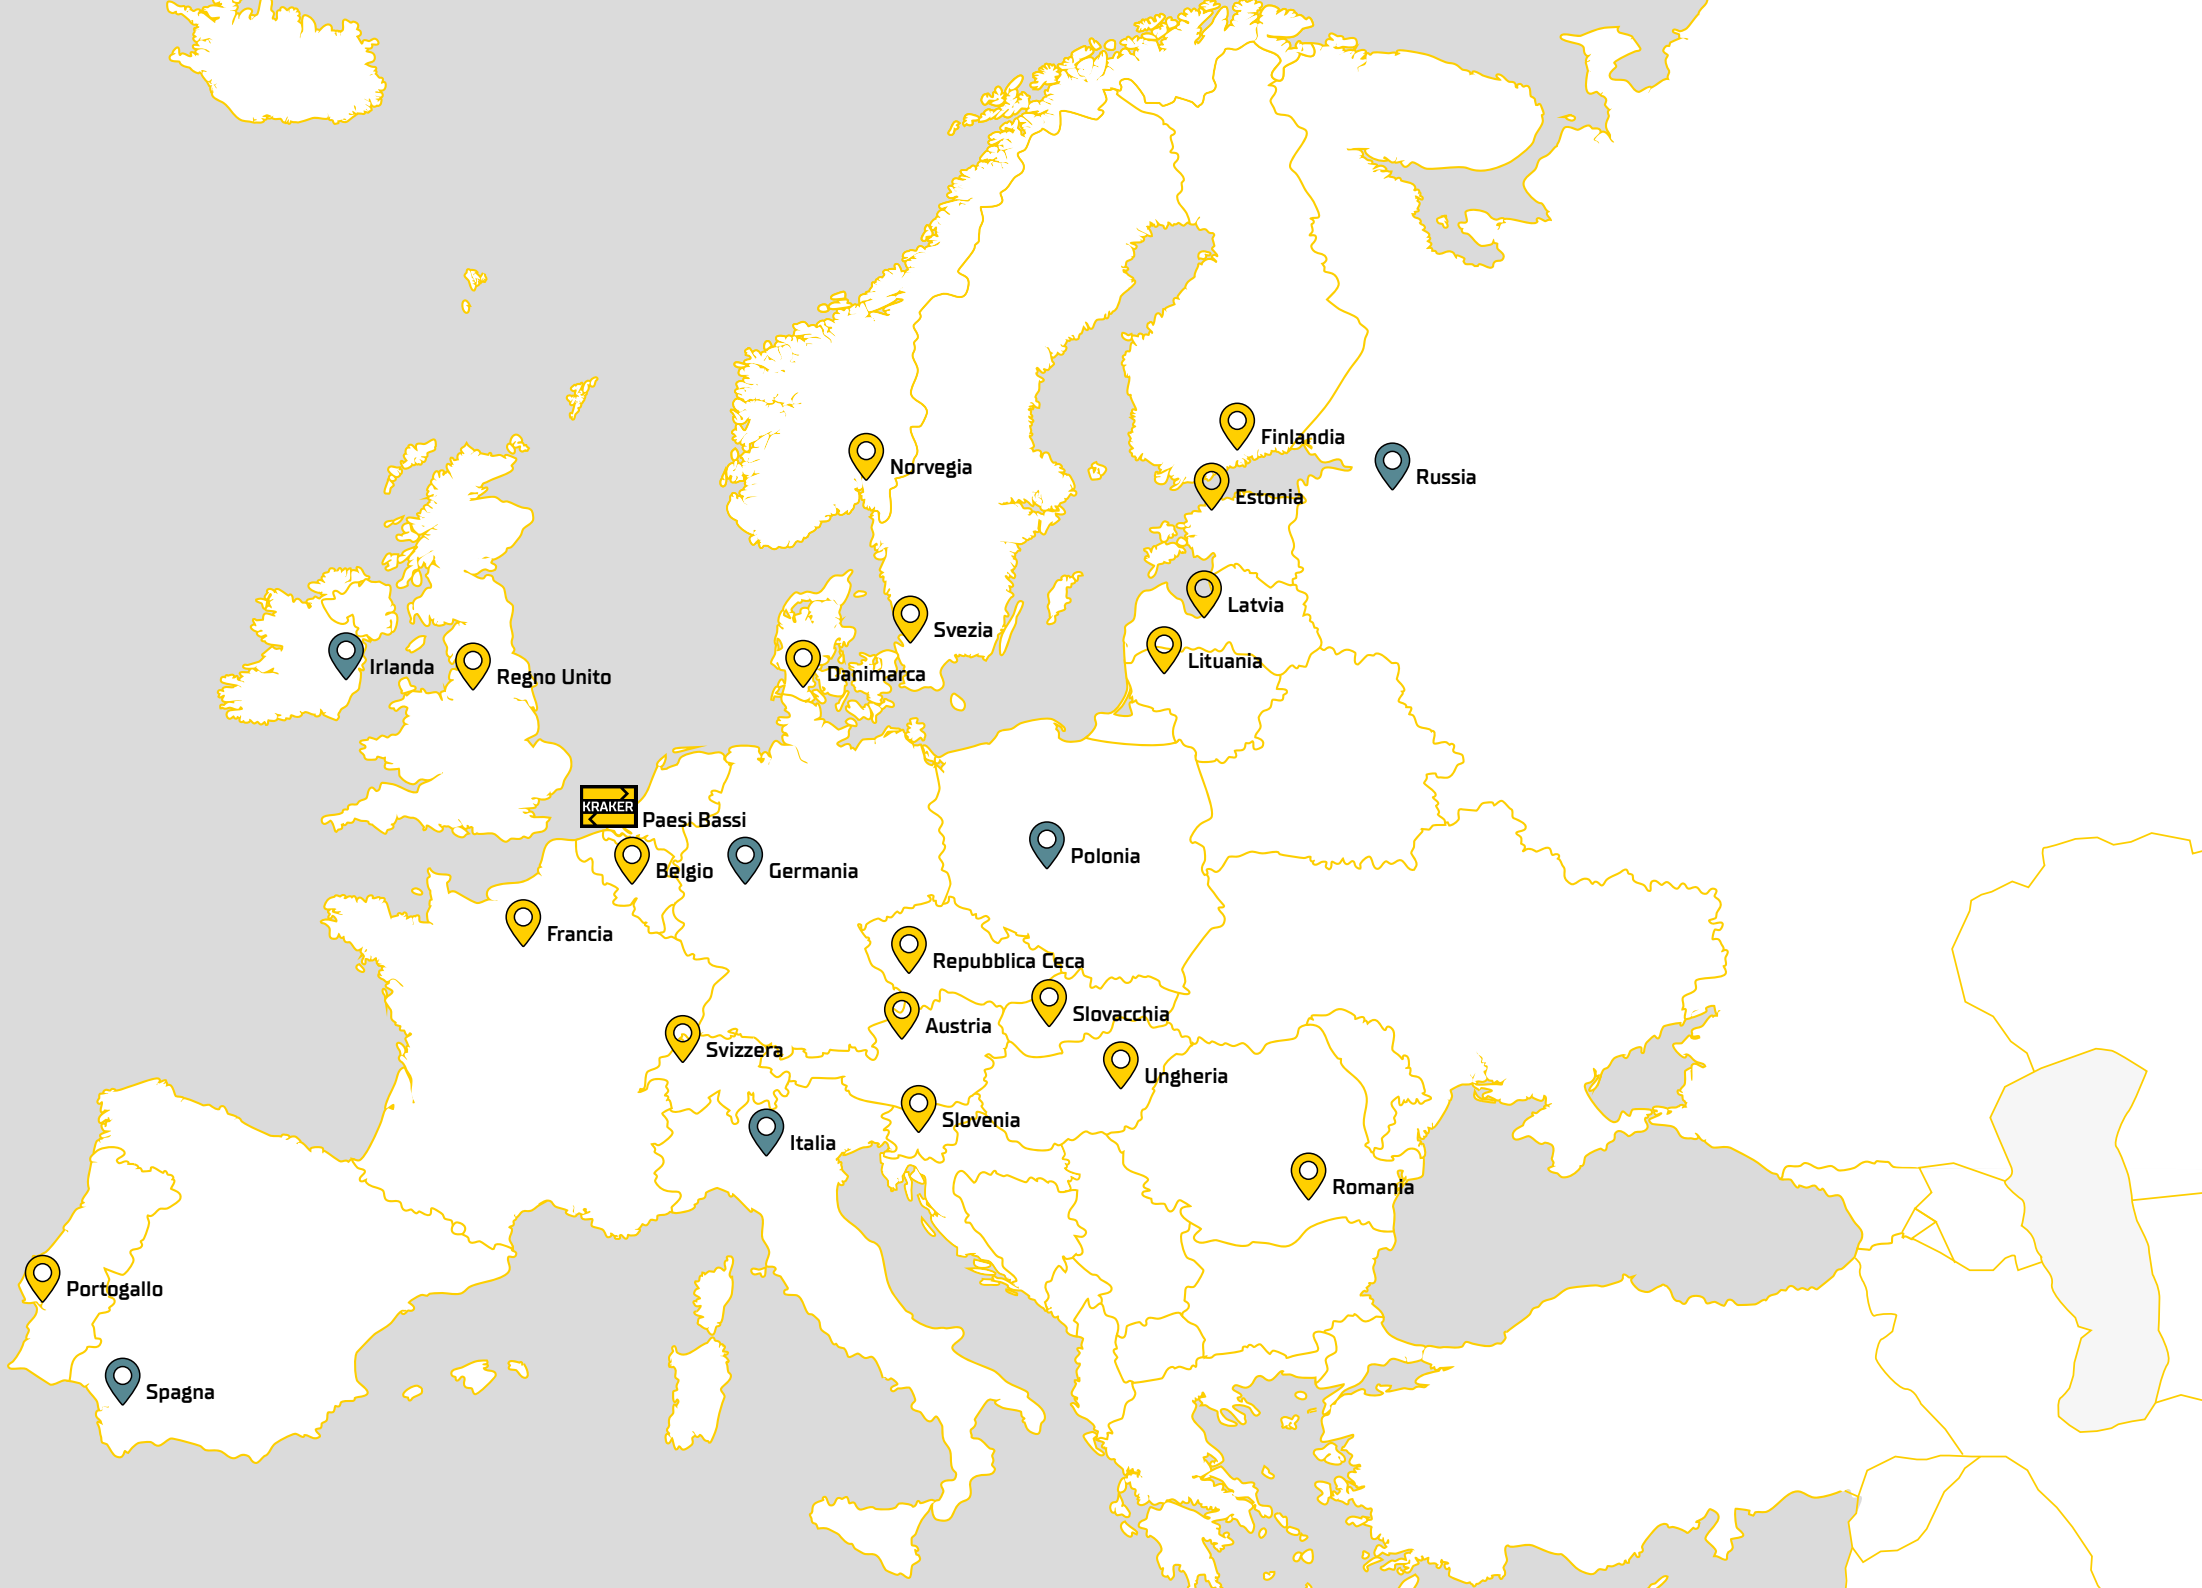 Finlandia
Norvegia
Russia
Estonia
Latvia
Svezia
Lituania
Irlanda
Regno Unito
Danimarca
KRAKER
Paesi Bassi
Polonia
Belgio
Germania
Francia
Repubblica Ceca
Slovacchia
Austria
Svizzera
Ungheria
Slovenia
Italia
Romania
Portogallo
Spagna